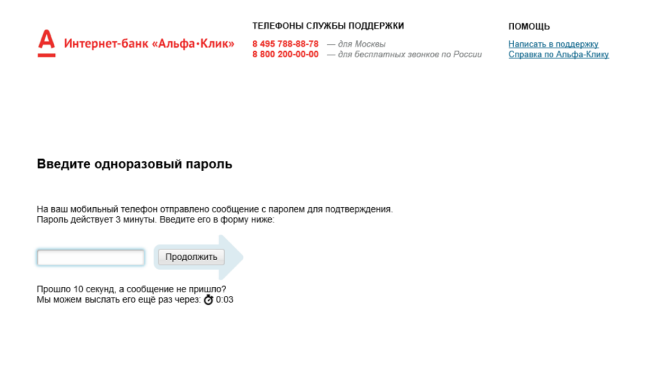 Интернет-банк «Альфа·Клик»
ТЕЛЕФОНЫ СЛУЖБЫ ПОДДЕРЖКИ
8 495 788-88-78 — для Москвы
8 800 200-00-00 — для бесплатных звонков по России
ПОМОЩЬ
Написать в поддержку
Справка по Альфа-Клику
Введите одноразовый пароль
На ваш мобильный телефон отправлено сообщение с паролем для подтверждения.
Пароль действует 3 минуты. Введите его в форму ниже:
Продолжить
Прошло 10 секунд, а сообщение не пришло?
Мы можем выслать его ещё раз через: 0:03